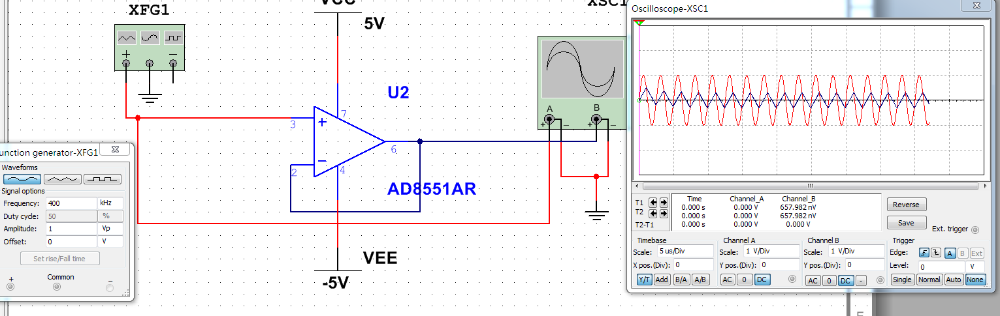 XFG1
VCC
5V
XSC1
U2
7
3
6
2
4
AD8551AR
VEE
-5V
A
B
unction generator-XFG1
Waveforms
Signal options
Frequency: 400 kHz
Duty cycle: 50 %
Amplitude: 1 Vp
Offset: 0 V
Set rise/Fall time
+ Common −
Oscilloscope-XSC1
Time Channel_A Channel_B
T1 0.000 s 0.000 V 657.982 nV
T2 0.000 s 0.000 V 657.982 nV
T2-T1 0.000 s 0.000 V 0.000 V
Reverse
Save
Ext. trigger
Timebase
Scale: 5 us/Div
X pos.(Div): 0
Y/T Add B/A A/B
Channel A
Scale: 1 V/Div
Y pos.(Div): 0
AC 0 DC
Channel B
Scale: 1 V/Div
Y pos.(Div): 0
AC 0 DC -
Trigger
Edge: A B Ext
Level: 0 V
Single Normal Auto None